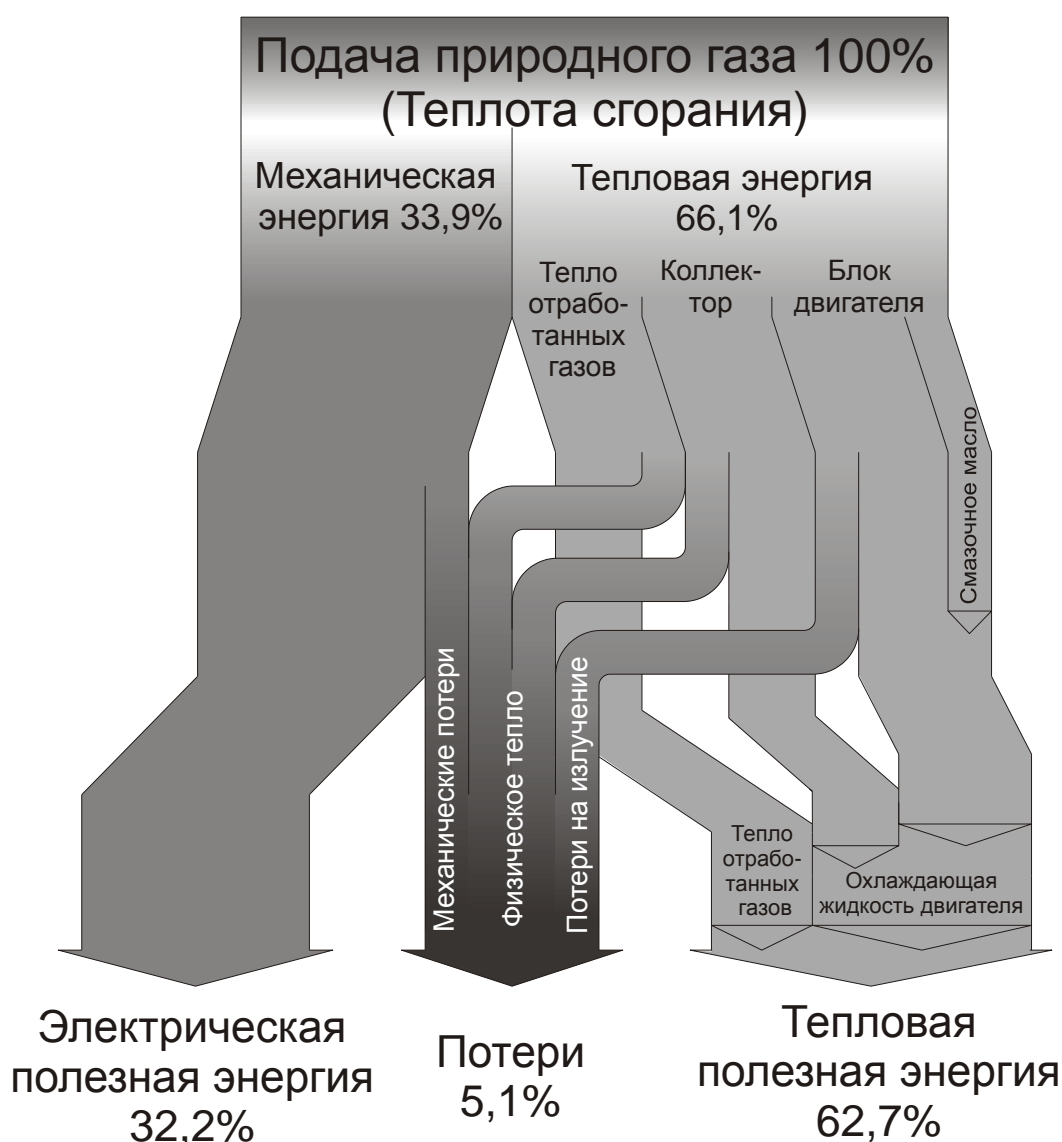 Подача природного газа 100%
(Теплота сгорания)
Механическая
энергия 33,9%
Тепловая энергия
66,1%
Тепло
отрабо-
танных
газов
Коллек-
тор
Блок
двигателя
Смазочное масло
Механические потери
Физическое тепло
Потери на излучение
Тепло
отрабо-
танных
газов
Охлаждающая
жидкость двигателя
Электрическая
полезная энергия
32,2%
Потери
5,1%
Тепловая
полезная энергия
62,7%